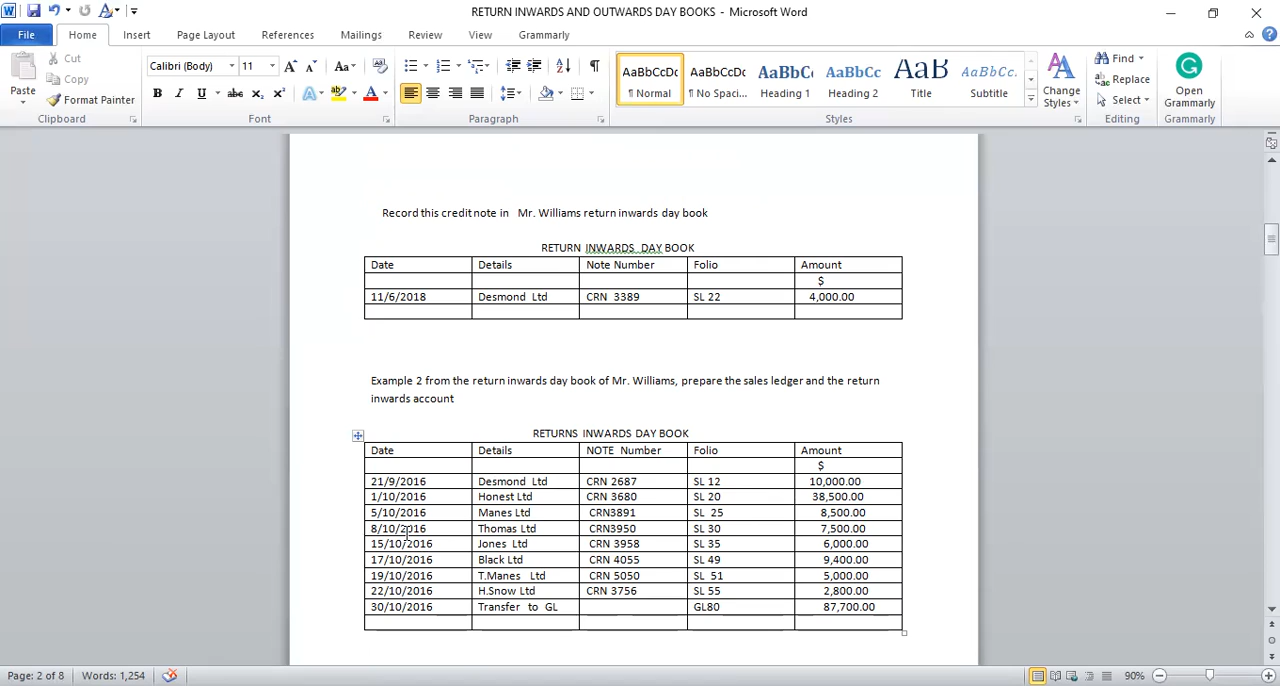 RETURN INWARDS AND OUTWARDS DAY BOOKS - Microsoft Word
File Home Insert Page Layout References Mailings Review View Grammarly
Cut
Copy
Format Painter
Paste
Calibri (Body) 11
AaBbCcDc AaBbCcDc AaBbC( AaBbCc AaB AaBbCc.
¶ Normal ¶ No Spaci... Heading 1 Heading 2 Title Subtitle
Change
Styles
Find
Replace
Select
Open
Grammarly
Clipboard Font Paragraph Styles Editing Grammarly
Record this credit note in Mr. Williams return inwards day book
RETURN INWARDS DAY BOOK
Date Details Note Number Folio Amount
$
11/6/2018 Desmond Ltd CRN 3389 SL 22 4,000.00
Example 2 from the return inwards day book of Mr. Williams, prepare the sales ledger and the return
inwards account
RETURNS INWARDS DAY BOOK
Date Details NOTE Number Folio Amount
$
21/9/2016 Desmond Ltd CRN 2687 SL 12 10,000.00
1/10/2016 Honest Ltd CRN 3680 SL 20 38,500.00
5/10/2016 Manes Ltd CRN3891 SL 25 8,500.00
8/10/2016 Thomas Ltd CRN3950 SL 30 7,500.00
15/10/2016 Jones Ltd CRN 3958 SL 35 6,000.00
17/10/2016 Black Ltd CRN 4055 SL 49 9,400.00
19/10/2016 T.Manes Ltd CRN 5050 SL 51 5,000.00
22/10/2016 H.Snow Ltd CRN 3756 SL 55 2,800.00
30/10/2016 Transfer to GL GL80 87,700.00
Page: 2 of 8 Words: 1,254 90%